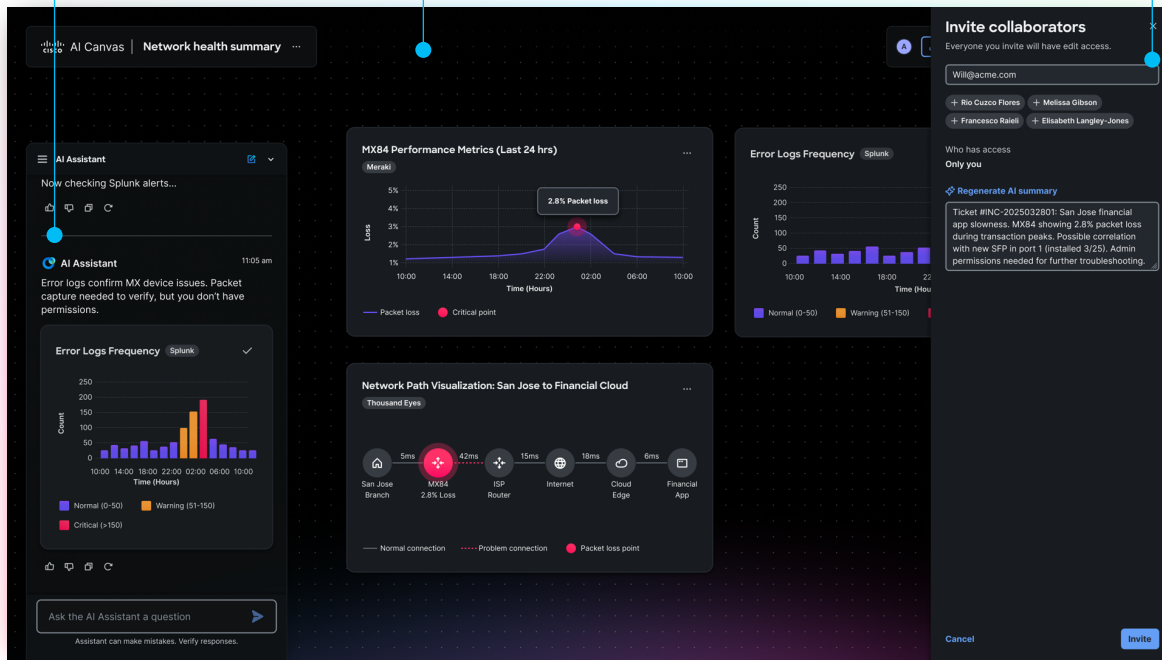 CISCO AI Canvas | Network health summary ...
A
AI Assistant
Now checking Splunk alerts...
AI Assistant
11:05 am
Error logs confirm MX device issues. Packet
capture needed to verify, but you don't have
permissions.
Error Logs Frequency Splunk
250
200
150
100
50
0
Count
10:00 14:00 18:00 22:00 02:00 06:00 10:00
Time (Hours)
Normal (0-50) Warning (51-150)
Critical (>150)
Ask the AI Assistant a question
Assistant can make mistakes. Verify responses.
MX84 Performance Metrics (Last 24 hrs) ...
Meraki
5%
4%
3%
2%
1%
Loss
2.8% Packet loss
10:00 14:00 18:00 22:00 02:00 06:00 10:00
Time (Hours)
Packet loss Critical point
Error Logs Frequency Splunk
250
200
150
100
50
0
Count
10:00 14:00 18:00 22
Time (Hou
Normal (0-50) Warning (51-150)
Network Path Visualization: San Jose to Financial Cloud ...
Thousand Eyes
5ms 42ms 15ms 18ms 6ms
San Jose
Branch
MX84
2.8% Loss
ISP
Router
Internet
Cloud
Edge
Financial
App
Normal connection Problem connection Packet loss point
Invite collaborators
Everyone you invite will have edit access.
Will@acme.com
+ Rio Cuzco Flores + Melissa Gibson
+ Francesco Raieli + Elisabeth Langley-Jones
Who has access
Only you
Regenerate AI summary
Ticket #INC-2025032801: San Jose financial
app slowness. MX84 showing 2.8% packet loss
during transaction peaks. Possible correlation
with new SFP in port 1 (installed 3/25). Admin
permissions needed for further troubleshooting.
Cancel Invite